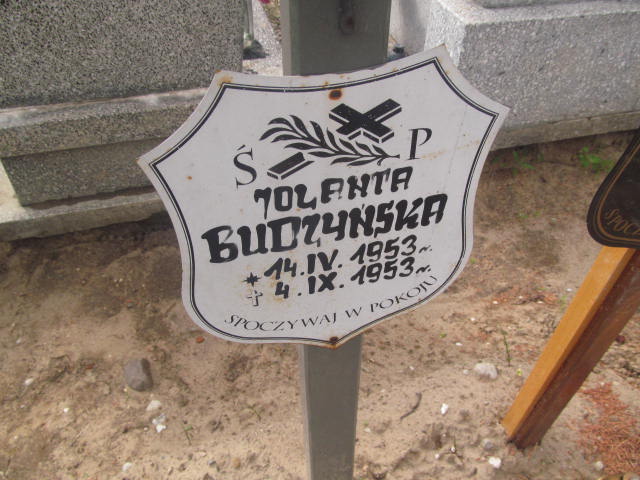 Ś P
JOLANTA
BUDZYŃSKA
* 14.IV.1953 r.
† 4.IX.1953 r.
SPOCZYWAJ W POKOJU